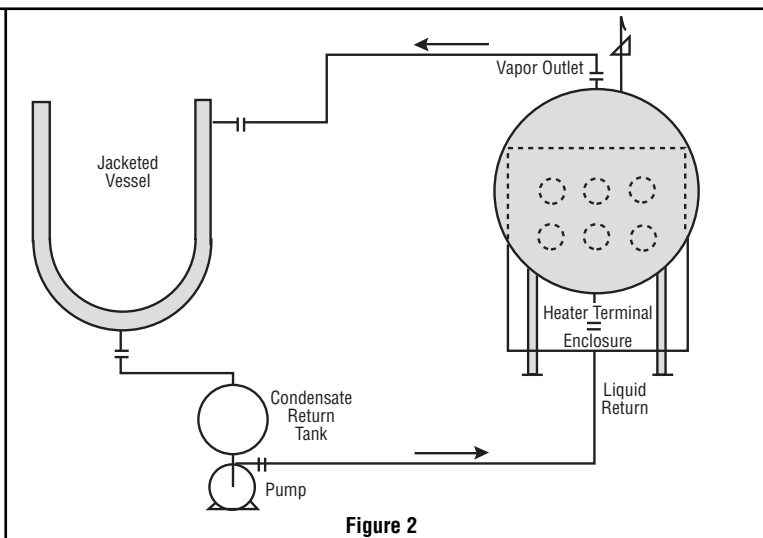 Vapor Outlet
Jacketed
Vessel
Heater Terminal
Enclosure
Liquid
Return
Condensate
Return
Tank
Pump
Figure 2